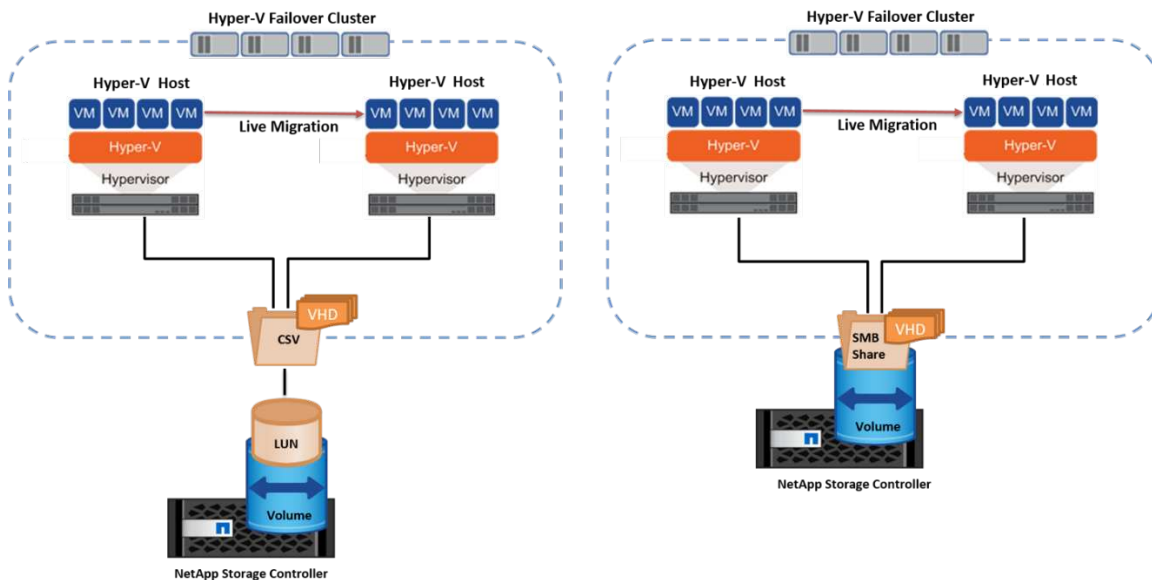 Hyper-V Failover Cluster
Hyper-V Host
Hyper-V Host
VM VM VM VM
VM VM VM VM
Live Migration
Hyper-V
Hyper-V
Hypervisor
Hypervisor
VHD
CSV
LUN
Volume
NetApp Storage Controller
Hyper-V Failover Cluster
Hyper-V Host
Hyper-V Host
VM VM VM VM
VM VM VM VM
Live Migration
Hyper-V
Hyper-V
Hypervisor
Hypervisor
SMB
Share
VHD
Volume
NetApp Storage Controller